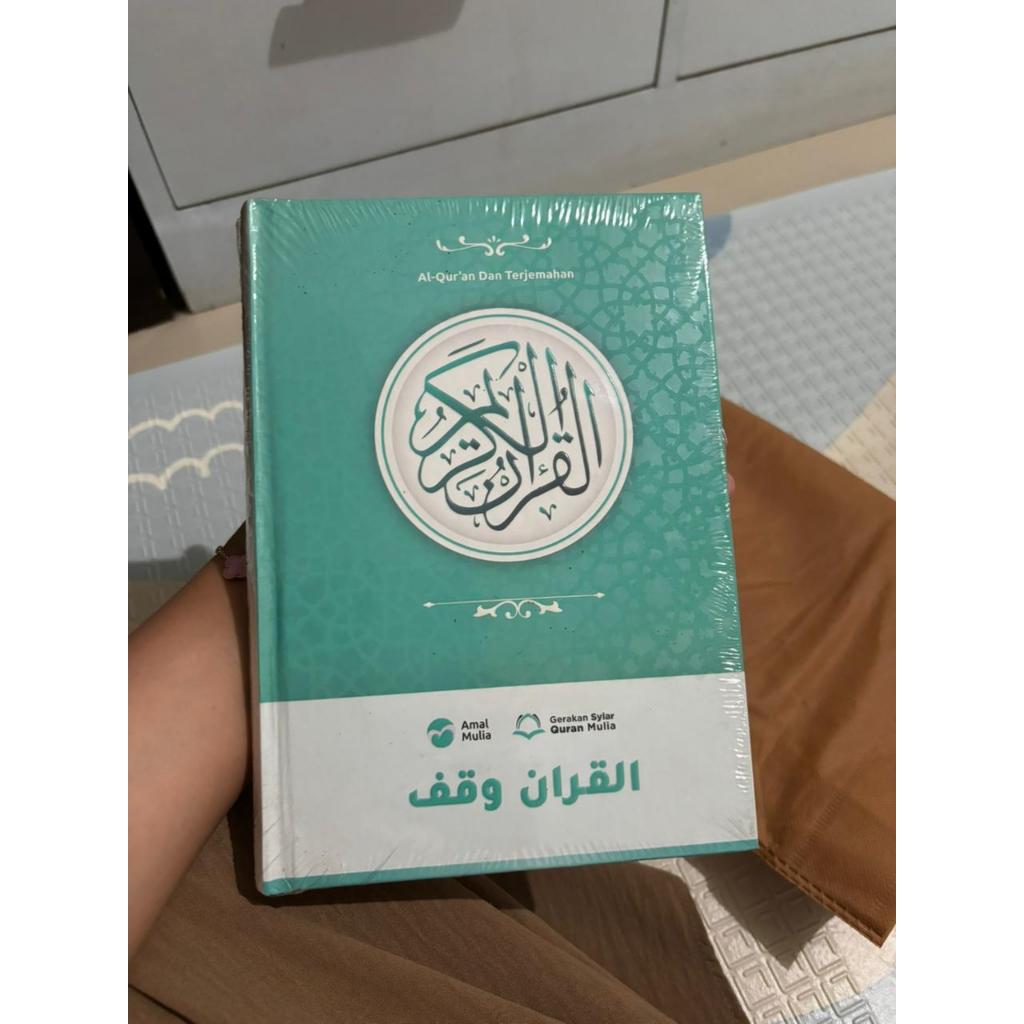 Al-Qur'an Dan Terjemahan
القرآن الكريم
Amal
Mulia
Gerakan Syiar
Quran Mulia
القران وقف